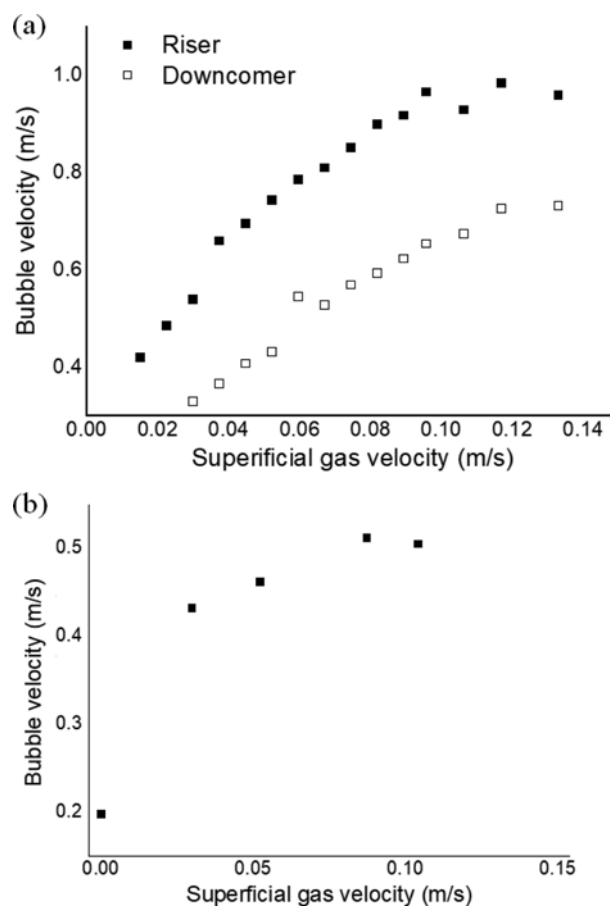 (a)
Riser
Downcomer
1.0
0.8
0.6
0.4
Bubble velocity (m/s)
0.00 0.02 0.04 0.06 0.08 0.10 0.12 0.14
Superificial gas velocity (m/s)
(b)
0.5
0.4
0.3
0.2
Bubble velocity (m/s)
0.00 0.05 0.10 0.15
Superficial gas velocity (m/s)